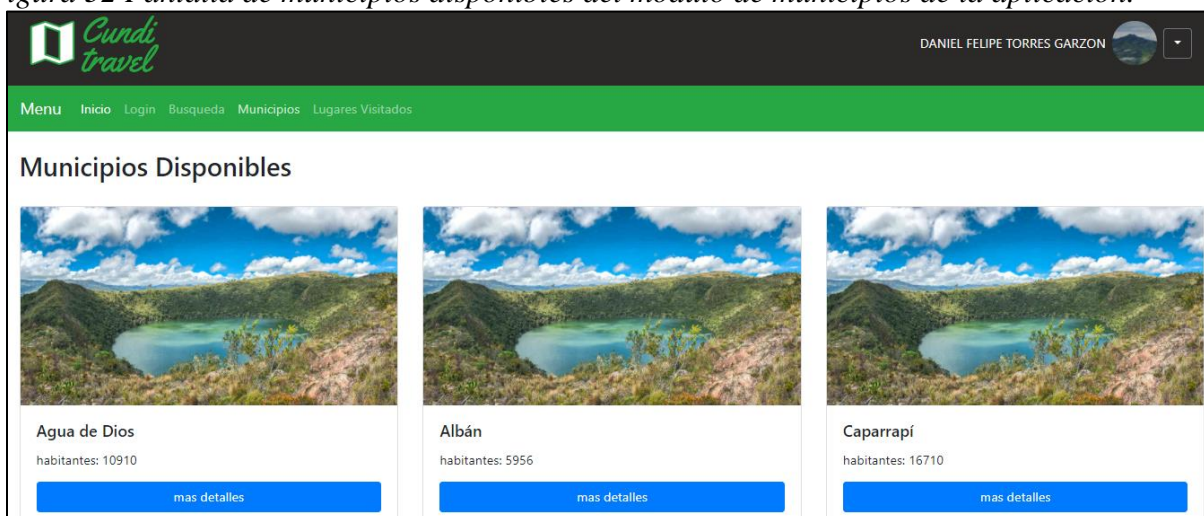 igura 32 Pantalla de municipios disponibles del módulo de municipios de la aplicación.
Cundi
travel
DANIEL FELIPE TORRES GARZON
Menu Inicio Login Busqueda Municipios Lugares Visitados
Municipios Disponibles
Agua de Dios Albán Caparrapí
habitantes: 10910 habitantes: 5956 habitantes: 16710
mas detalles mas detalles mas detalles